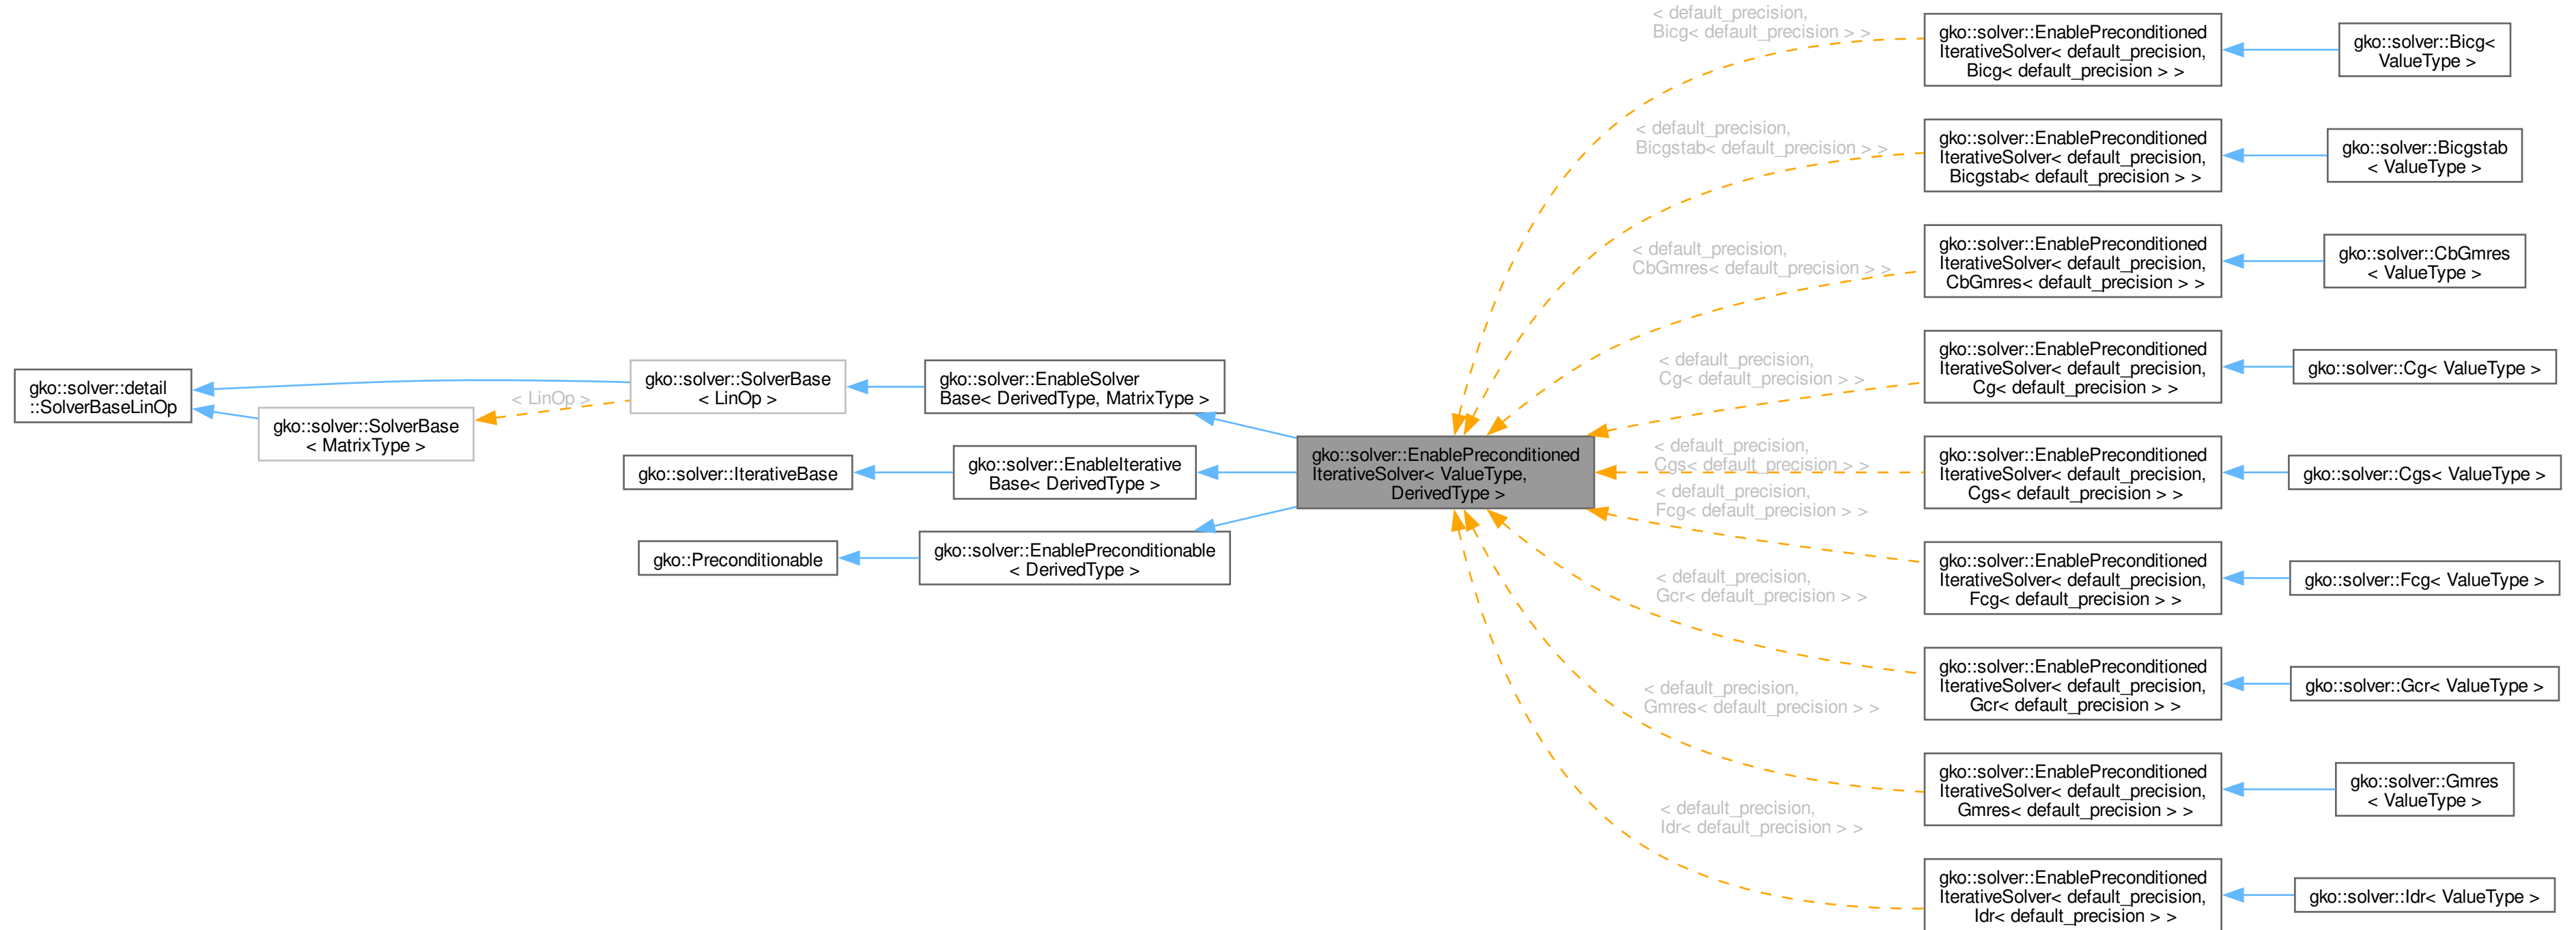 gko::solver::detail
::SolverBaseLinOp
gko::solver::SolverBase
< MatrixType >
< LinOp >
gko::solver::SolverBase
< LinOp >
gko::solver::IterativeBase
gko::Preconditionable
gko::solver::EnableSolver
Base< DerivedType, MatrixType >
gko::solver::EnableIterative
Base< DerivedType >
gko::solver::EnablePreconditionable
< DerivedType >
gko::solver::EnablePreconditioned
IterativeSolver< ValueType,
DerivedType >
< default_precision,
Bicg< default_precision > >
< default_precision,
Bicgstab< default_precision > >
< default_precision,
CbGmres< default_precision > >
< default_precision,
Cg< default_precision > >
< default_precision,
Cgs< default_precision > >
< default_precision,
Fcg< default_precision > >
< default_precision,
Gcr< default_precision > >
< default_precision,
Gmres< default_precision > >
< default_precision,
Idr< default_precision > >
gko::solver::EnablePreconditioned
IterativeSolver< default_precision,
Bicg< default_precision > >
gko::solver::EnablePreconditioned
IterativeSolver< default_precision,
Bicgstab< default_precision > >
gko::solver::EnablePreconditioned
IterativeSolver< default_precision,
CbGmres< default_precision > >
gko::solver::EnablePreconditioned
IterativeSolver< default_precision,
Cg< default_precision > >
gko::solver::EnablePreconditioned
IterativeSolver< default_precision,
Cgs< default_precision > >
gko::solver::EnablePreconditioned
IterativeSolver< default_precision,
Fcg< default_precision > >
gko::solver::EnablePreconditioned
IterativeSolver< default_precision,
Gcr< default_precision > >
gko::solver::EnablePreconditioned
IterativeSolver< default_precision,
Gmres< default_precision > >
gko::solver::EnablePreconditioned
IterativeSolver< default_precision,
Idr< default_precision > >
gko::solver::Bicg<
ValueType >
gko::solver::Bicgstab
< ValueType >
gko::solver::CbGmres
< ValueType >
gko::solver::Cg< ValueType >
gko::solver::Cgs< ValueType >
gko::solver::Fcg< ValueType >
gko::solver::Gcr< ValueType >
gko::solver::Gmres
< ValueType >
gko::solver::Idr< ValueType >